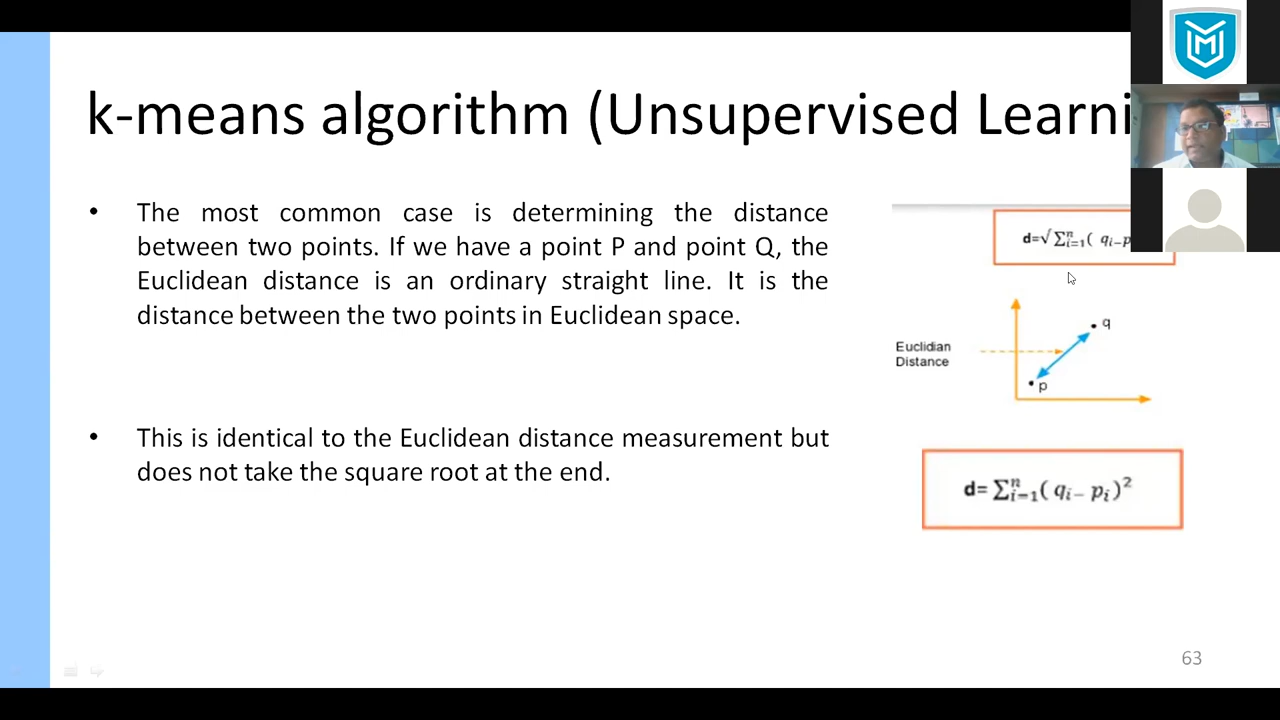 k-means algorithm (Unsupervised Learni
• The most common case is determining the distance
between two points. If we have a point P and point Q, the
Euclidean distance is an ordinary straight line. It is the
distance between the two points in Euclidean space.
d=√∑ⁿᵢ₌₁( qᵢ₋p
q
Euclidian
Distance
p
• This is identical to the Euclidean distance measurement but
does not take the square root at the end.
d= ∑ⁿᵢ₌₁( qᵢ₋ pᵢ)²
63